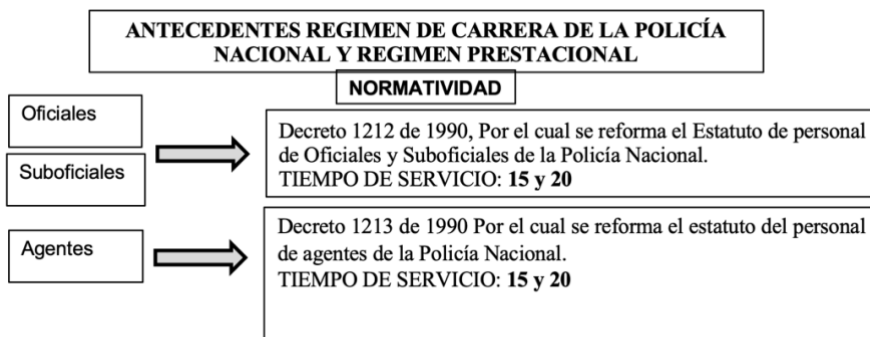 ANTECEDENTES REGIMEN DE CARRERA DE LA POLICÍA
NACIONAL Y REGIMEN PRESTACIONAL
NORMATIVIDAD
Oficiales
Suboficiales
Decreto 1212 de 1990, Por el cual se reforma el Estatuto de personal
de Oficiales y Suboficiales de la Policía Nacional.
TIEMPO DE SERVICIO: 15 y 20
Agentes
Decreto 1213 de 1990 Por el cual se reforma el estatuto del personal
de agentes de la Policía Nacional.
TIEMPO DE SERVICIO: 15 y 20